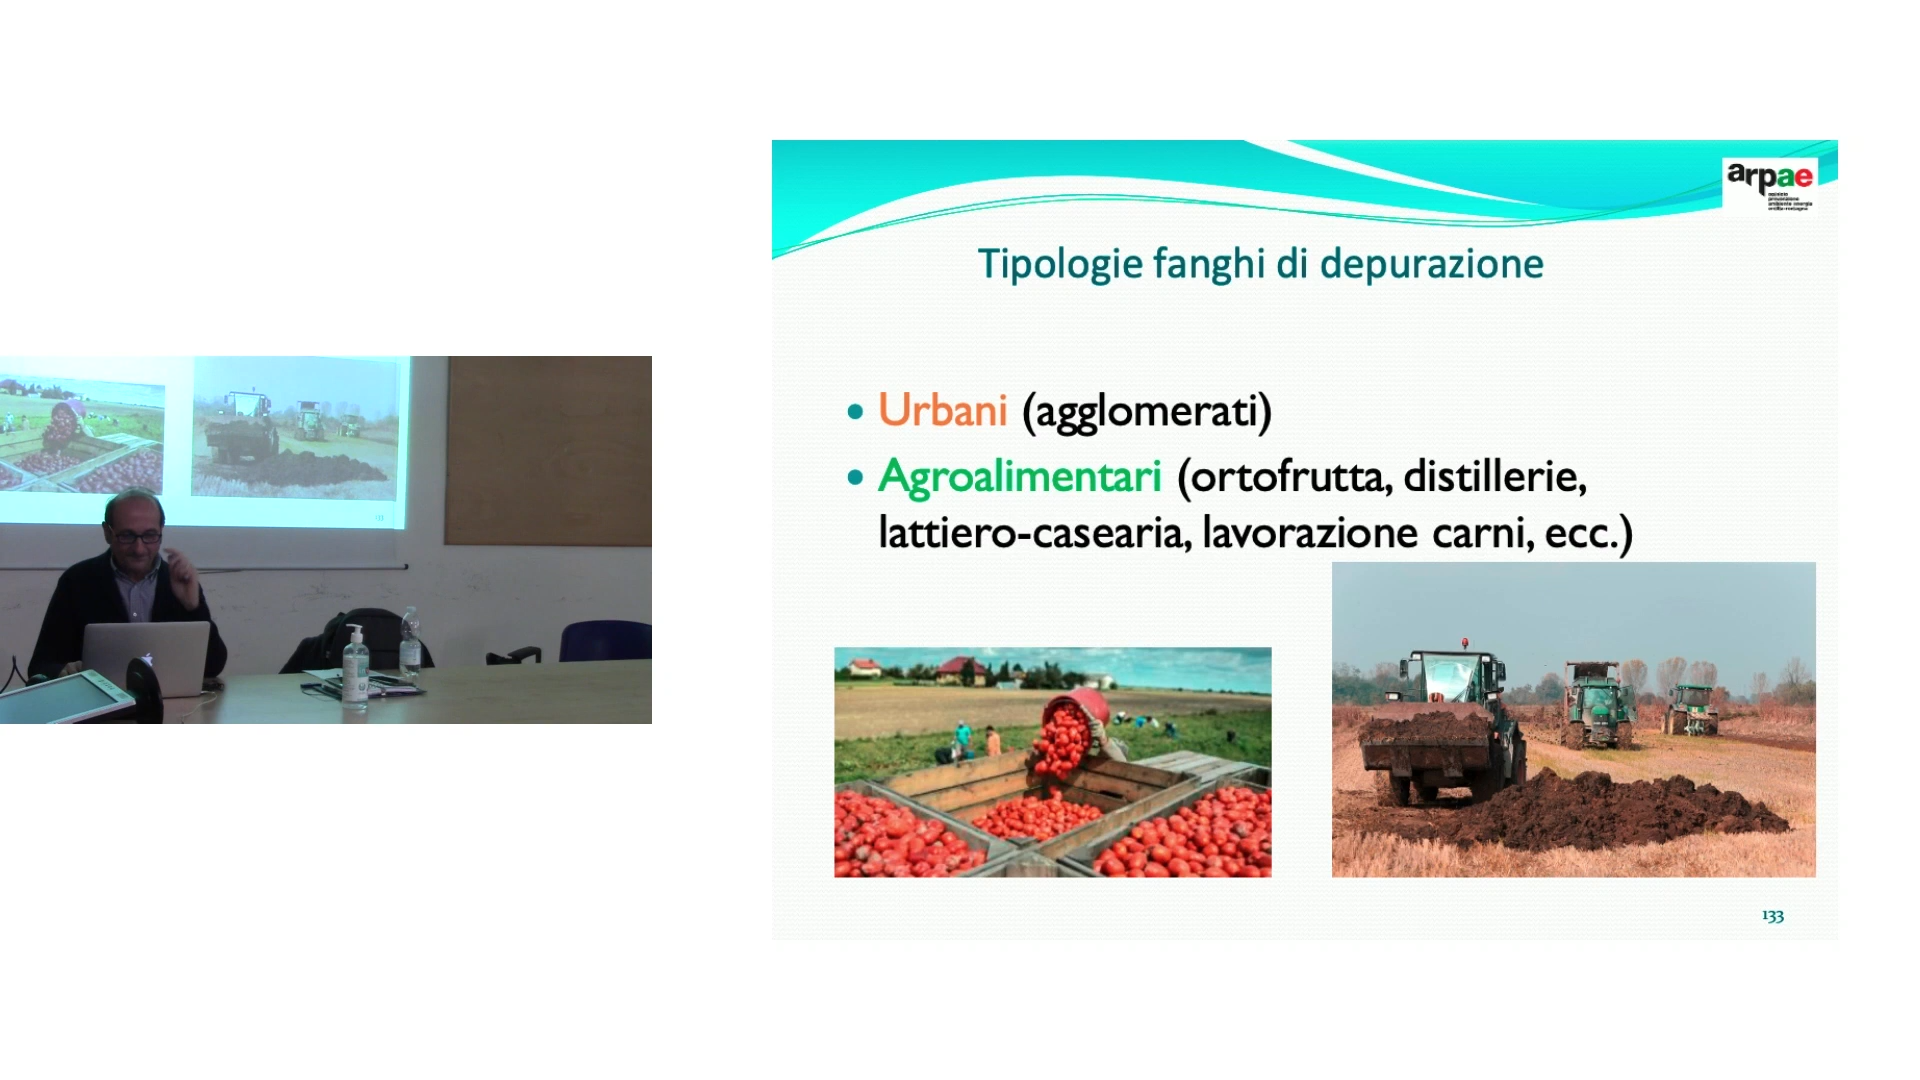 arpae
Tipologie fanghi di depurazione
• Urbani (agglomerati)
• Agroalimentari (ortofrutta, distillerie,
lattiero-casearia, lavorazione carni, ecc.)
133